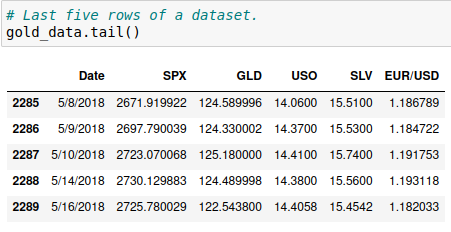 # Last five rows of a dataset.
gold_data.tail()
Date SPX GLD USO SLV EUR/USD
2285 5/8/2018 2671.919922 124.589996 14.0600 15.5100 1.186789
2286 5/9/2018 2697.790039 124.330002 14.3700 15.5300 1.184722
2287 5/10/2018 2723.070068 125.180000 14.4100 15.7400 1.191753
2288 5/14/2018 2730.129883 124.489998 14.3800 15.5600 1.193118
2289 5/16/2018 2725.780029 122.543800 14.4058 15.4542 1.182033